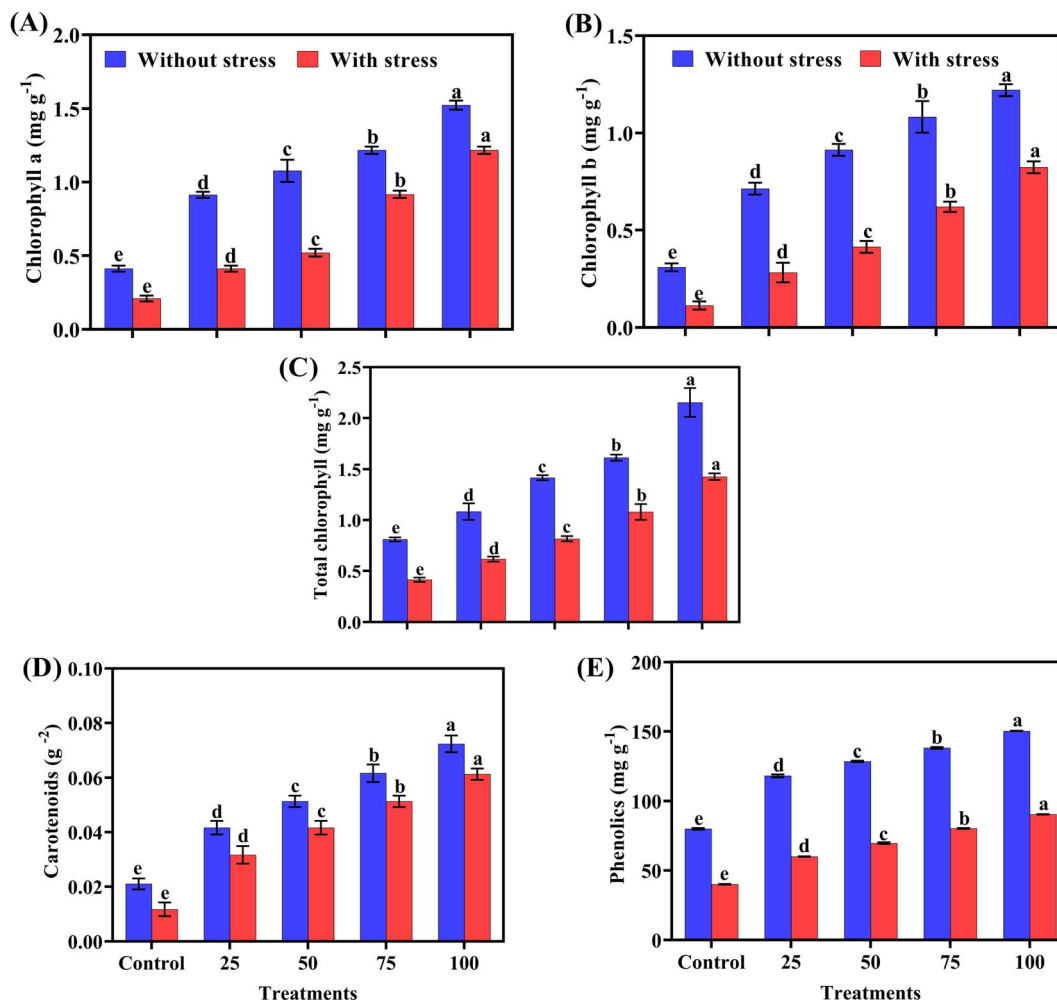 (A)
Chlorophyll a (mg g⁻¹)
2.0
1.5
1.0
0.5
0.0
Without stress With stress
e e d d c c b b a a
(B)
Chlorophyll b (mg g⁻¹)
1.5
1.0
0.5
0.0
Without stress With stress
e e d d c c b b a a
(C)
Total chlorophyll (mg g⁻¹)
2.5
2.0
1.5
1.0
0.5
0.0
e e d d c c b b a a
(D)
Carotenoids (g⁻²)
0.10
0.08
0.06
0.04
0.02
0.00
e e d d c c b b a a
Control 25 50 75 100
Treatments
(E)
Phenolics (mg g⁻¹)
200
150
100
50
0
e e d d c c b b a a
Control 25 50 75 100
Treatments